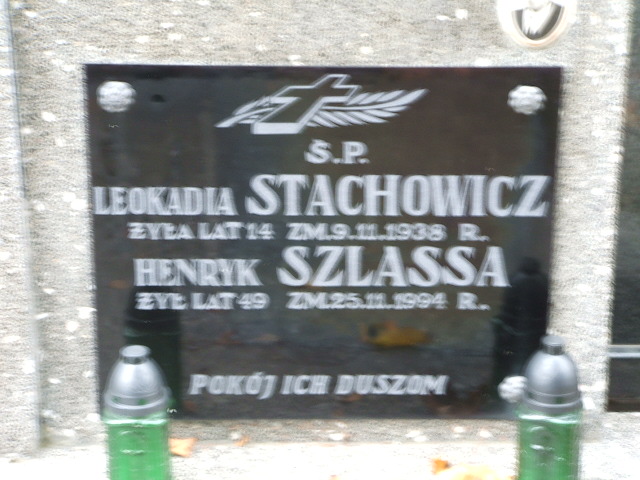 Ś.P.
LEOKADIA STACHOWICZ
ŻYŁA LAT 14 ZM.9.11.1938 R.
HENRYK SZLASSA
ŻYŁ LAT 49 ZM.25.11.1994 R.
POKÓJ ICH DUSZOM